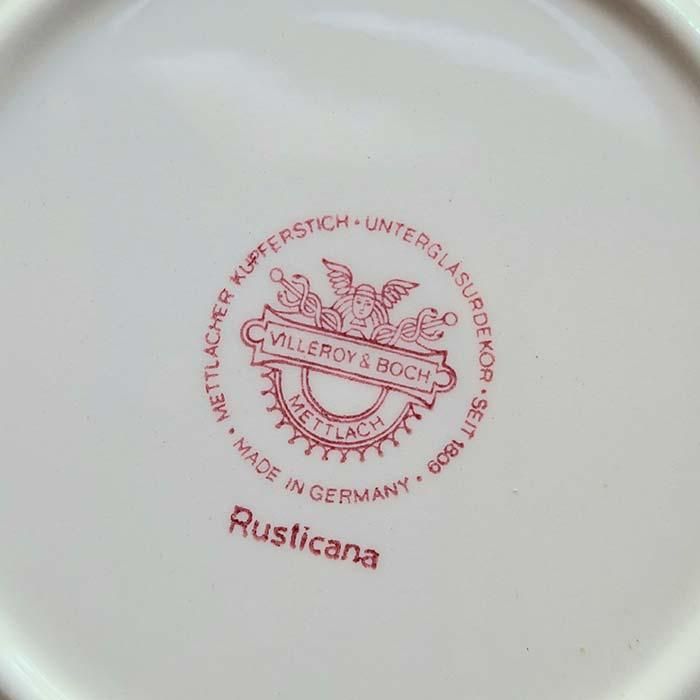 METTLACHER KUPFERSTICH · UNTERGLASURDEKOR · SEIT 1809 ·
VILLEROY & BOCH
METTLACH
MADE IN GERMANY ·
Rusticana